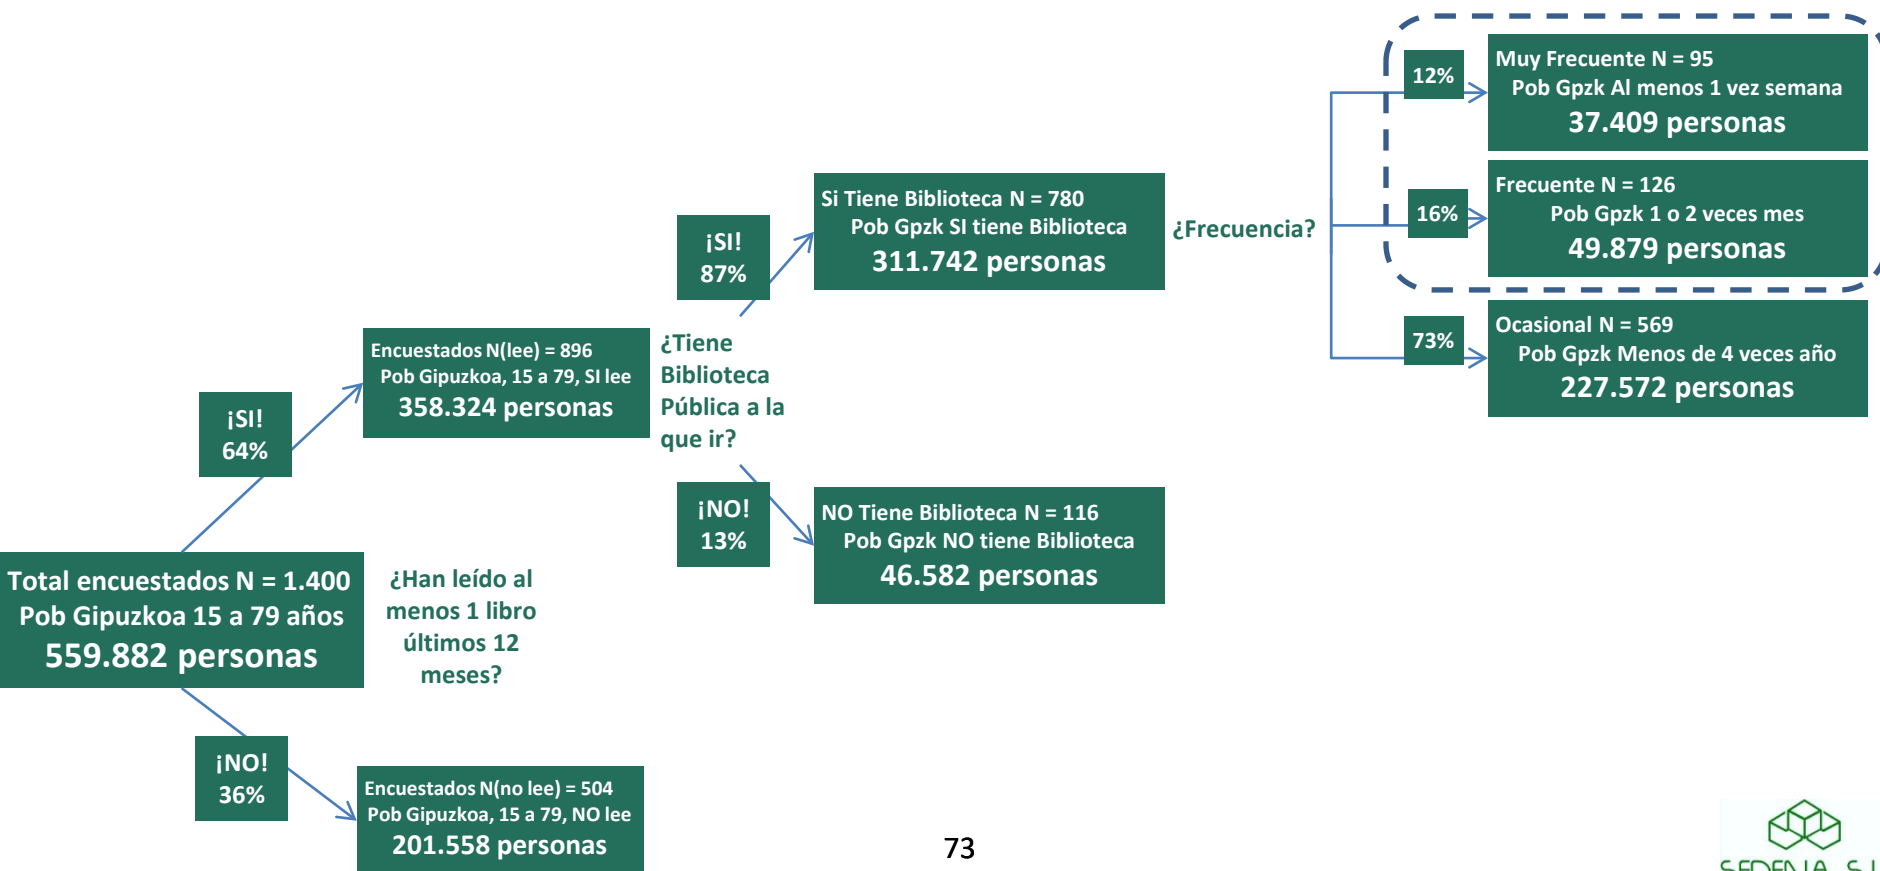 Total encuestados N = 1.400
Pob Gipuzkoa 15 a 79 años
559.882 personas
¿Han leído al
menos 1 libro
últimos 12
meses?
¡SI!
64%
¡NO!
36%
Encuestados N(lee) = 896
Pob Gipuzkoa, 15 a 79, SI lee
358.324 personas
Encuestados N(no lee) = 504
Pob Gipuzkoa, 15 a 79, NO lee
201.558 personas
¿Tiene
Biblioteca
Pública a la
que ir?
¡SI!
87%
¡NO!
13%
Si Tiene Biblioteca N = 780
Pob Gpzk SI tiene Biblioteca
311.742 personas
NO Tiene Biblioteca N = 116
Pob Gpzk NO tiene Biblioteca
46.582 personas
¿Frecuencia?
12%
Muy Frecuente N = 95
Pob Gpzk Al menos 1 vez semana
37.409 personas
16%
Frecuente N = 126
Pob Gpzk 1 o 2 veces mes
49.879 personas
73%
Ocasional N = 569
Pob Gpzk Menos de 4 veces año
227.572 personas
73